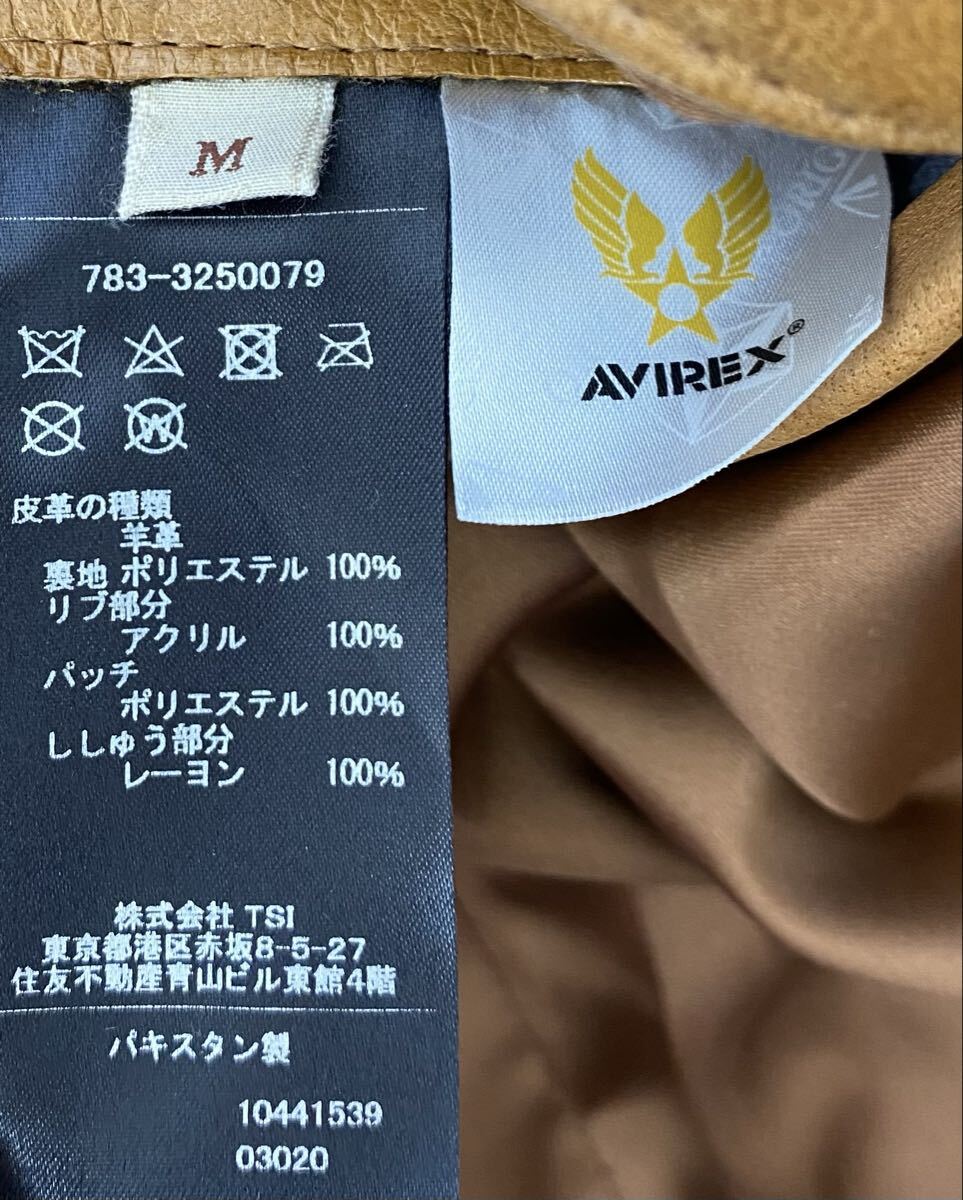 M
783-3250079
皮革の種類
羊革
裏地 ポリエステル 100%
リブ部分
アクリル 100%
パッチ
ポリエステル 100%
ししゅう部分
レーヨン 100%
株式会社 TSI
東京都港区赤坂8-5-27
住友不動産青山ビル東館4階
パキスタン製
10441539
03020
AVIREX®